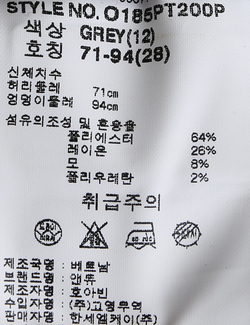 STYLE NO. O185PT200P
색상 GREY(12)
호칭 71-94(28)
신체치수
허리둘레 71cm
엉덩이둘레 94cm
섬유의조성 및 혼용율
폴리에스터 64%
레이온 26%
모 8%
폴리우레탄 2%
취급주의
제조국명 : 베트남
브랜드명 : 앤듀
제조자명 : 호아빈
수입자명 : (주)고영무역
판매자명 : 한세엠케이(주)